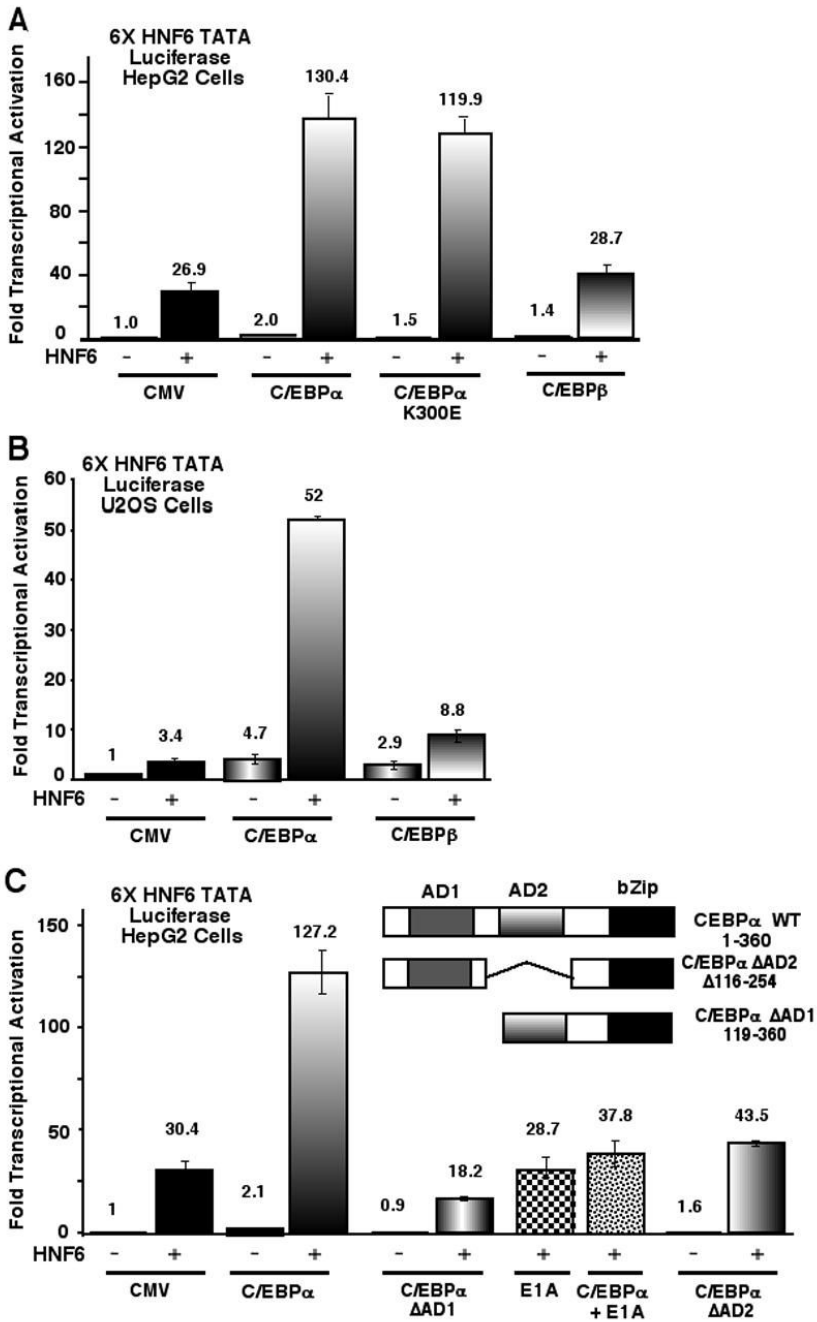 A
6X HNF6 TATA
Luciferase
HepG2 Cells
Fold Transcriptional Activation
160
120
80
40
0
1.0
26.9
2.0
130.4
1.5
119.9
1.4
28.7
HNF6 - + - + - + - +
CMV C/EBPα C/EBPα C/EBPβ
K300E
B
6X HNF6 TATA
Luciferase
U2OS Cells
Fold Transcriptional Activation
60
50
40
30
20
10
0
1
3.4
4.7
52
2.9
8.8
HNF6 - + - + - +
CMV C/EBPα C/EBPβ
C
6X HNF6 TATA
Luciferase
HepG2 Cells
Fold Transcriptional Activation
150
100
50
0
AD1 AD2 bZip
CEBPα WT
1-360
C/EBPα ΔAD2
Δ116-254
C/EBPα ΔAD1
119-360
1
30.4
2.1
127.2
0.9
18.2
28.7
37.8
1.6
43.5
HNF6 - + - + - + + + - +
CMV C/EBPα C/EBPα E1A C/EBPα C/EBPα
ΔAD1 + E1A ΔAD2